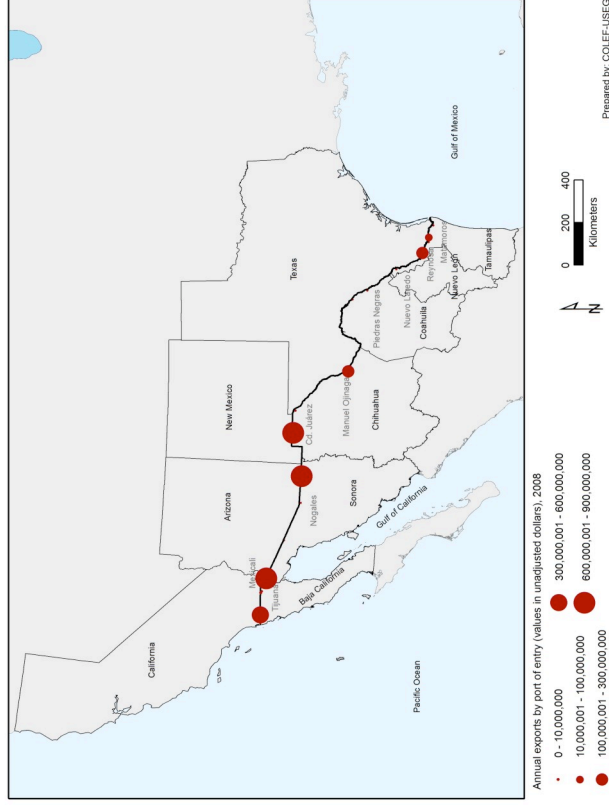 California
Arizona
New Mexico
Texas
Mexicali
Tijuana
Nogales
Cd. Juárez
Manuel Ojinaga
Piedras Negras
Nuevo Laredo
Reynosa
Matamoros
Baja California
Sonora
Chihuahua
Coahuila
Nuevo León
Tamaulipas
Gulf of California
Pacific Ocean
Gulf of Mexico
Annual exports by port of entry (values in unadjusted dollars), 2008
0 - 10,000,000
10,000,001 - 100,000,000
100,000,001 - 300,000,000
300,000,001 - 600,000,000
600,000,001 - 900,000,000
N
0 200 400
Kilometers
Prepared by: COLEF-USEG